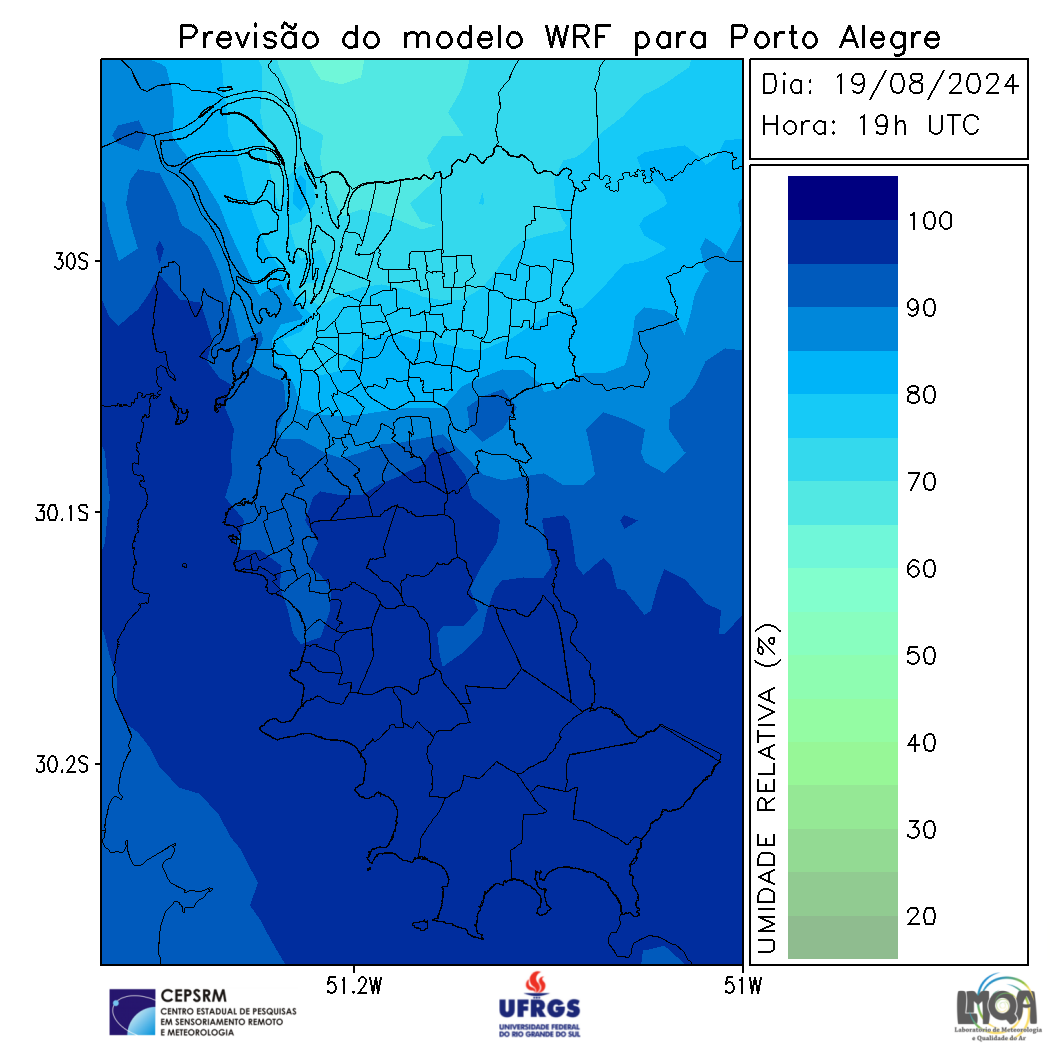 Previsão do modelo WRF para Porto Alegre
Dia: 19/08/2024
Hora: 19h UTC
30S
30.1S
30.2S
51.2W
51W
100
90
80
70
60
50
40
30
20
UMIDADE RELATIVA (%)
CEPSRM
CENTRO ESTADUAL DE PESQUISAS
EM SENSORIAMENTO REMOTO
E METEOROLOGIA
UFRGS
UNIVERSIDADE FEDERAL
DO RIO GRANDE DO SUL
LMQA
Laboratório de Meteorologia
e Qualidade do Ar